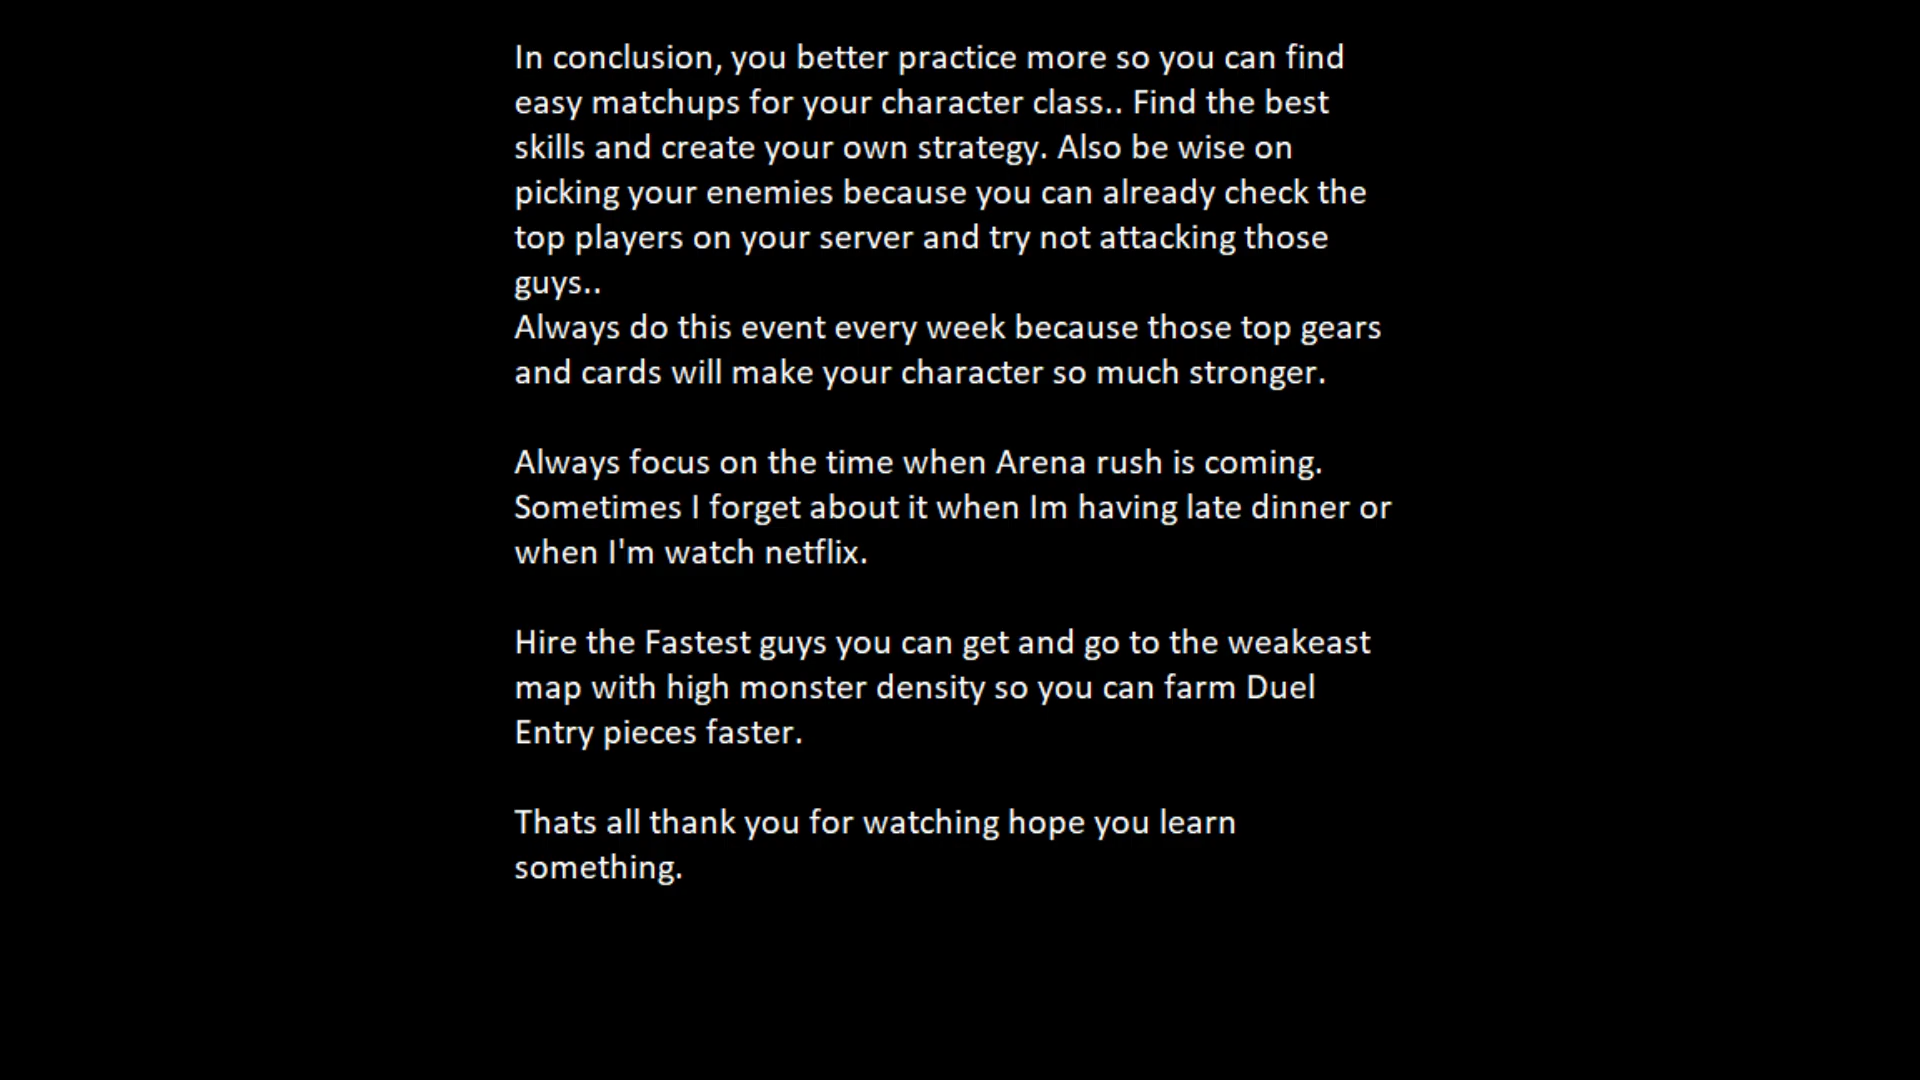 In conclusion, you better practice more so you can find
easy matchups for your character class.. Find the best
skills and create your own strategy. Also be wise on
picking your enemies because you can already check the
top players on your server and try not attacking those
guys..
Always do this event every week because those top gears
and cards will make your character so much stronger.
Always focus on the time when Arena rush is coming.
Sometimes I forget about it when Im having late dinner or
when I'm watch netflix.
Hire the Fastest guys you can get and go to the weakeast
map with high monster density so you can farm Duel
Entry pieces faster.
Thats all thank you for watching hope you learn
something.